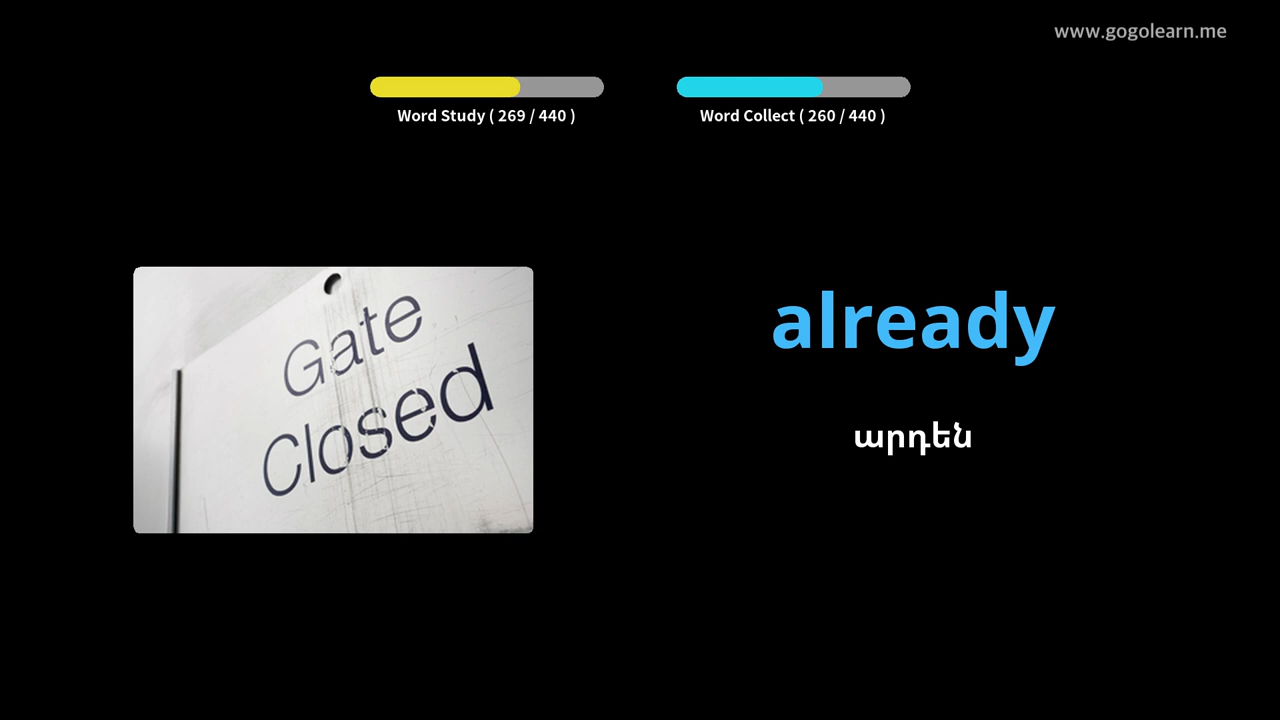 www.gogolearn.me
Word Study ( 269 / 440 )
Word Collect ( 260 / 440 )
Gate
Closed
already
արդեն